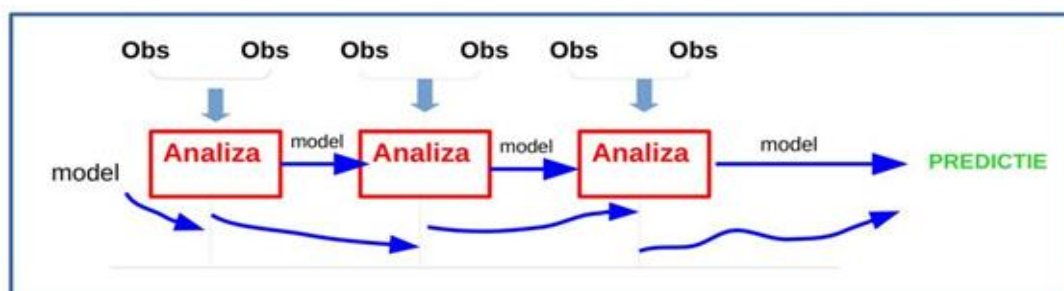 Obs Obs Obs Obs Obs Obs
Analiza model Analiza model Analiza model PREDICTIE
model